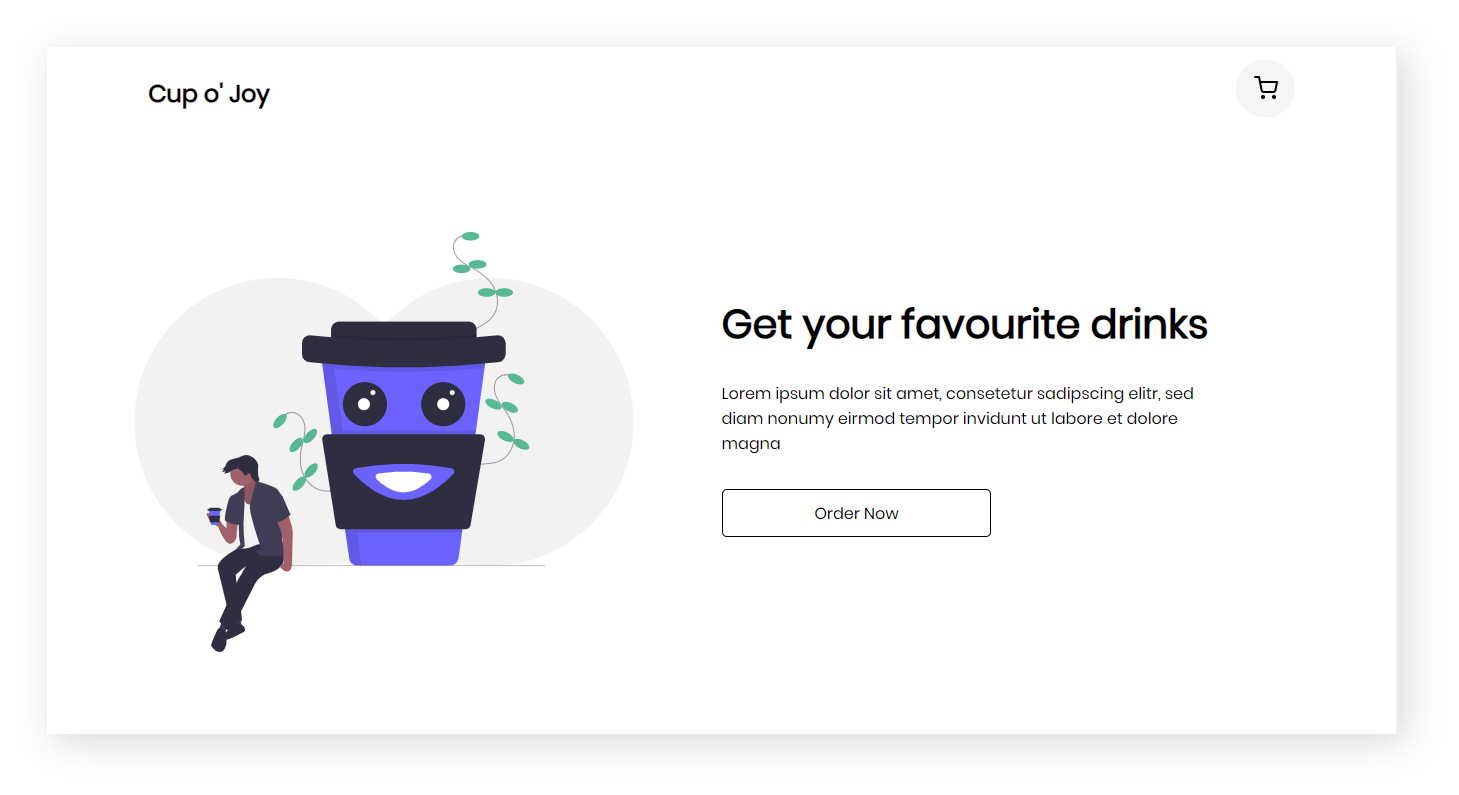 Cup o' Joy
Get your favourite drinks
Lorem ipsum dolor sit amet, consetetur sadipscing elitr, sed
diam nonumy eirmod tempor invidunt ut labore et dolore
magna
Order Now